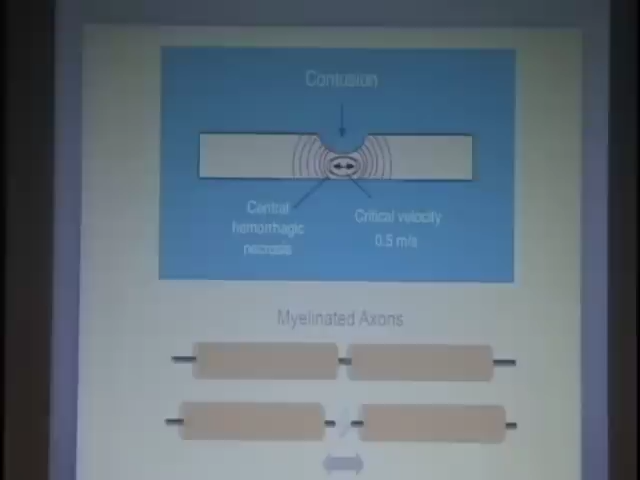 Contusion
Central
hemorrhagic
necrosis
Critical velocity
0.5 m/s
Myelinated Axons